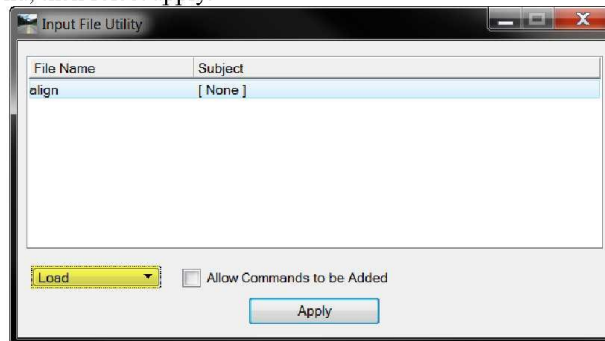 Input File Utility
File Name Subject
align [ None ]
Load Allow Commands to be Added
Apply